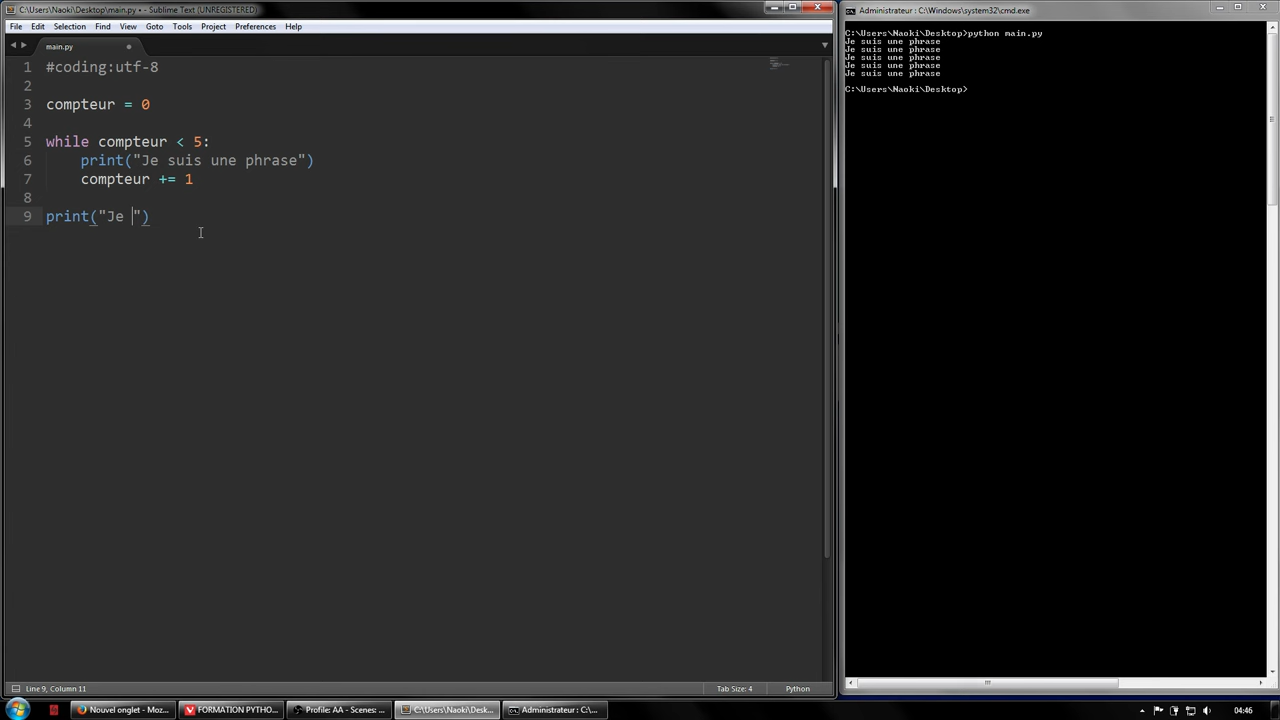 C:\Users\Naoki\Desktop\main.py • - Sublime Text (UNREGISTERED)
File Edit Selection Find View Goto Tools Project Preferences Help
main.py
1 #coding:utf-8
2
3 compteur = 0
4
5 while compteur < 5:
6 print("Je suis une phrase")
7 compteur += 1
8
9 print("Je ")
Line 9, Column 11
Tab Size: 4
Python
Administrateur : C:\Windows\system32\cmd.exe
C:\Users\Naoki\Desktop>python main.py
Je suis une phrase
Je suis une phrase
Je suis une phrase
Je suis une phrase
Je suis une phrase
C:\Users\Naoki\Desktop>
Nouvel onglet - Moz...
FORMATION PYTHO...
Profile: AA - Scenes: ...
C:\Users\Naoki\Desk...
Administrateur : C:\...
04:46